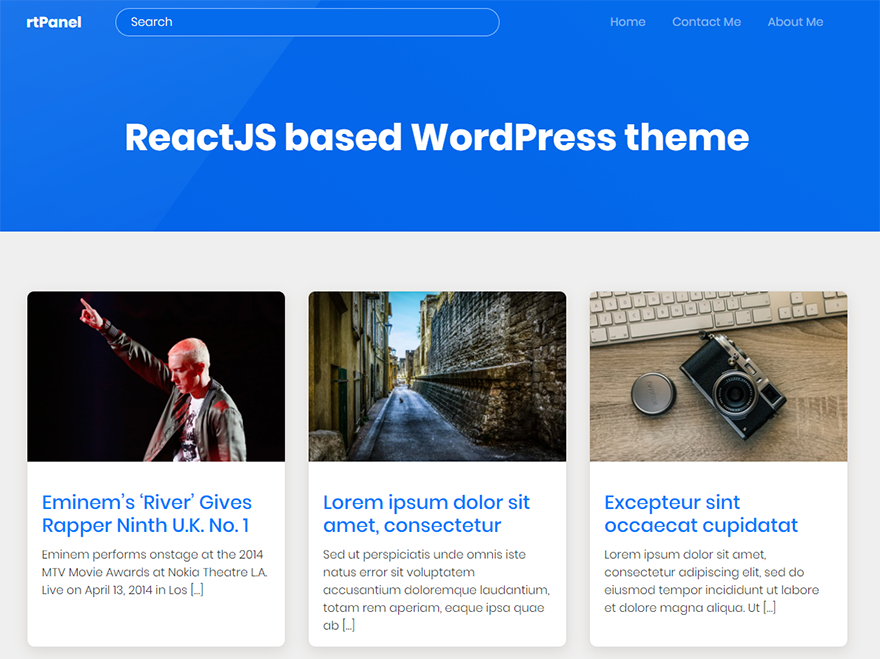 rtPanel
Search
Home
Contact Me
About Me
ReactJS based WordPress theme
Eminem’s ‘River’ Gives
Rapper Ninth U.K. No. 1
Eminem performs onstage at the 2014
MTV Movie Awards at Nokia Theatre L.A.
Live on April 13, 2014 in Los [...]
Lorem ipsum dolor sit
amet, consectetur
Sed ut perspiciatis unde omnis iste
natus error sit voluptatem
accusantium doloremque laudantium,
totam rem aperiam, eaque ipsa quae
ab [...]
Excepteur sint
occaecat cupidatat
Lorem ipsum dolor sit amet,
consectetur adipiscing elit, sed do
eiusmod tempor incididunt ut labore
et dolore magna aliqua. Ut [...]